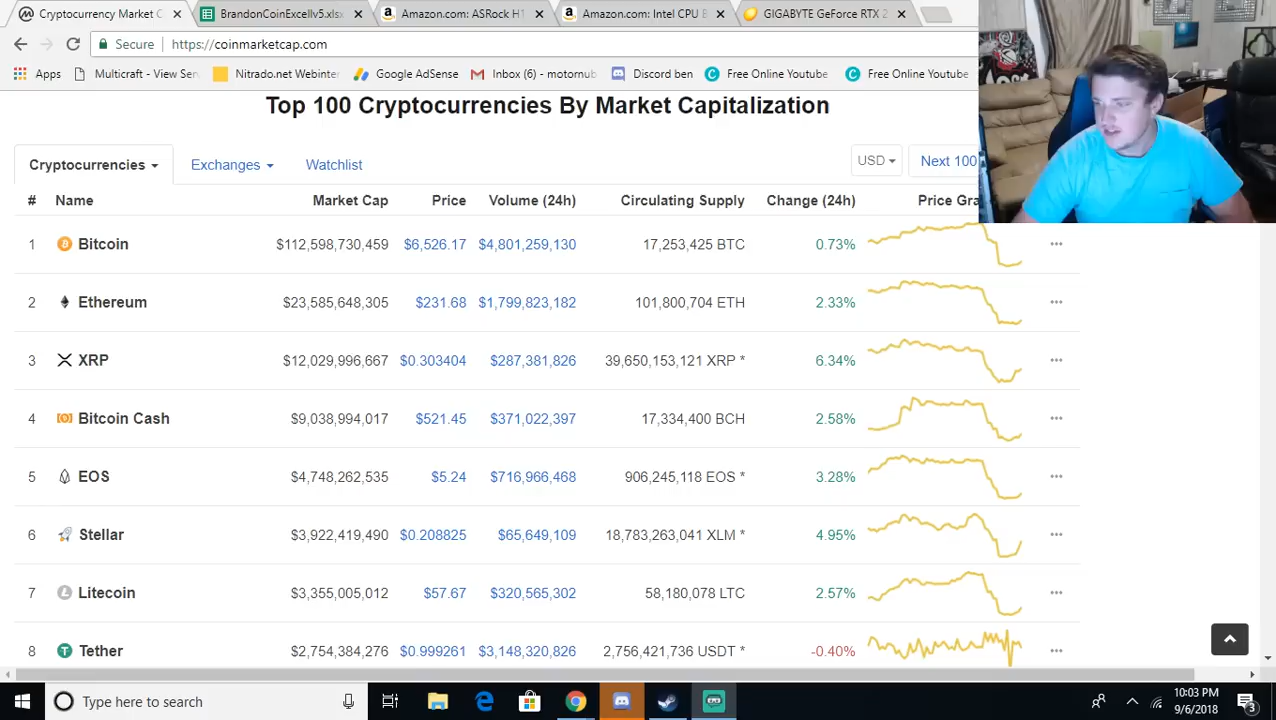 Cryptocurrency Market C
BrandonCoinExcellv5xls.
Amazon.com: ASRock H1
Amazon.com: Intel CPU B
GIGABYTE GeForce RTX 2
Secure https://coinmarketcap.com
Apps Multicraft - View Serv Nitrado.net Webinter Google AdSense Inbox (6) - motornub Discord ben Free Online Youtube Free Online Youtube
Top 100 Cryptocurrencies By Market Capitalization
Cryptocurrencies Exchanges Watchlist USD Next 100
# Name Market Cap Price Volume (24h) Circulating Supply Change (24h) Price Gra
1 Bitcoin $112,598,730,459 $6,526.17 $4,801,259,130 17,253,425 BTC 0.73%
2 Ethereum $23,585,648,305 $231.68 $1,799,823,182 101,800,704 ETH 2.33%
3 XRP $12,029,996,667 $0.303404 $287,381,826 39,650,153,121 XRP * 6.34%
4 Bitcoin Cash $9,038,994,017 $521.45 $371,022,397 17,334,400 BCH 2.58%
5 EOS $4,748,262,535 $5.24 $716,966,468 906,245,118 EOS * 3.28%
6 Stellar $3,922,419,490 $0.208825 $65,649,109 18,783,263,041 XLM * 4.95%
7 Litecoin $3,355,005,012 $57.67 $320,565,302 58,180,078 LTC 2.57%
8 Tether $2,754,384,276 $0.999261 $3,148,320,826 2,756,421,736 USDT * -0.40%
Type here to search
10:03 PM
9/6/2018
3